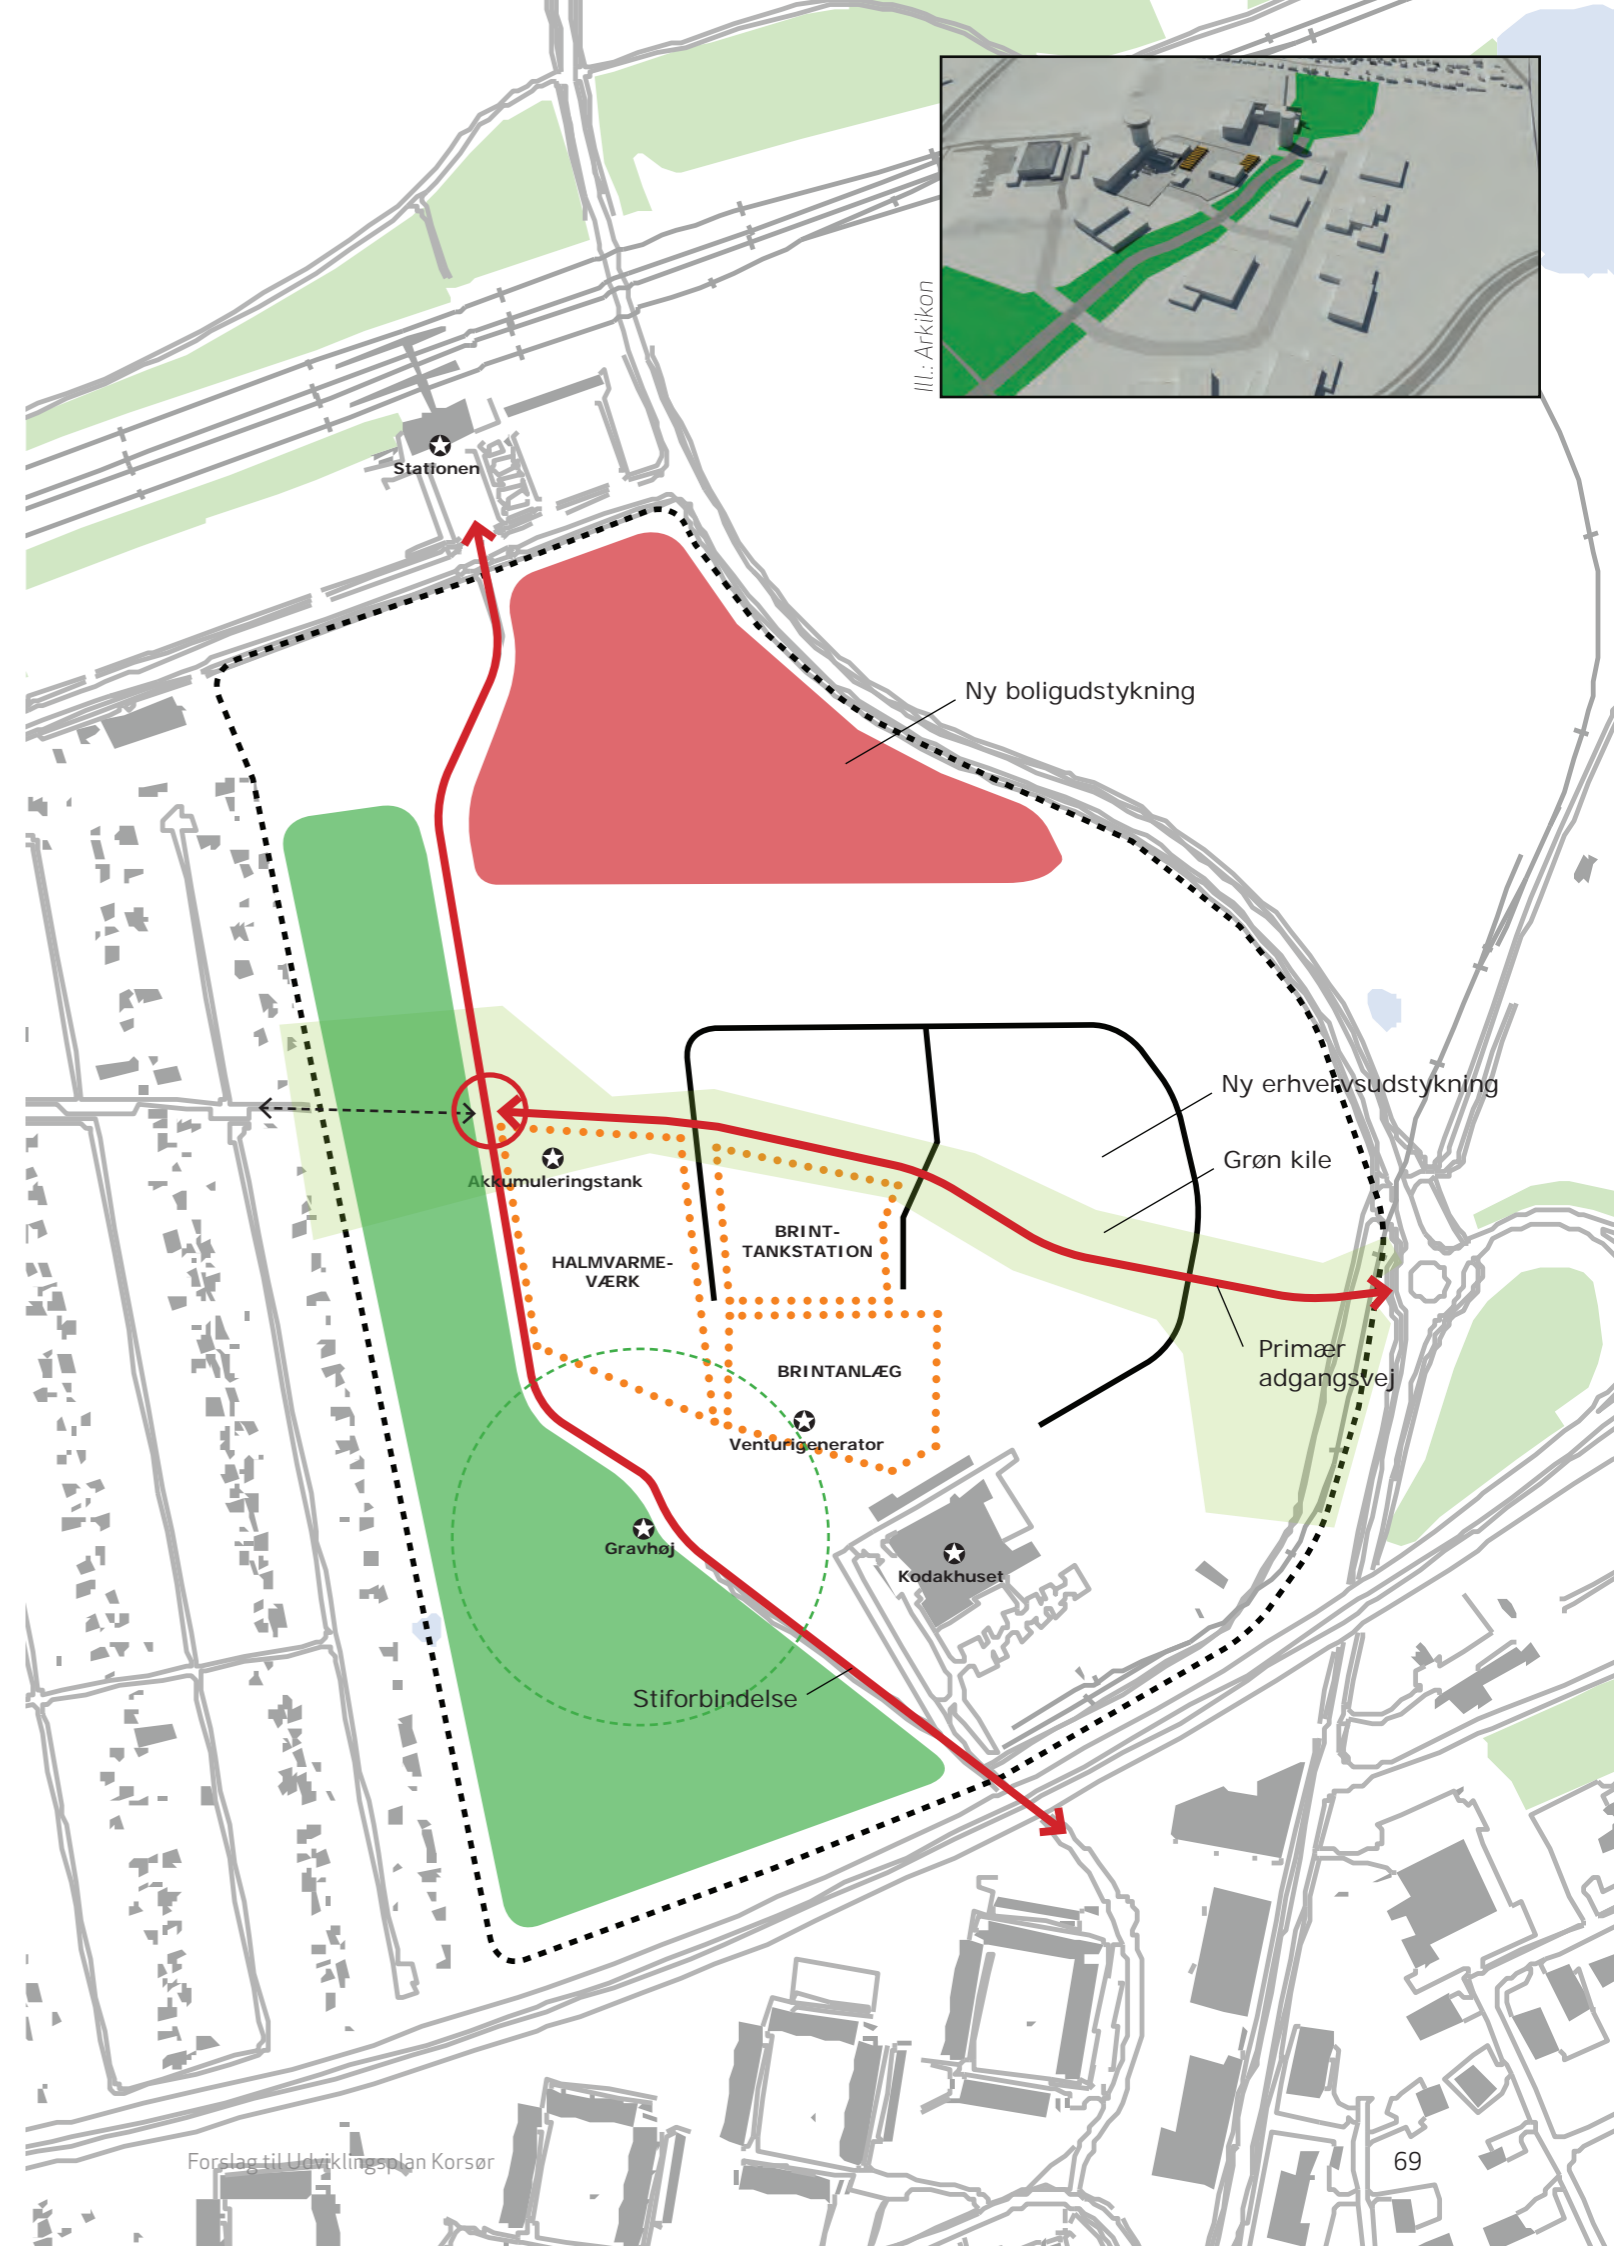 Ill.: Arkikon
Stationen
Ny boligudstykning
Ny erhvervsudstykning
Grøn kile
Akkumuleringstank
BRINT-
TANKSTATION
HALMVARME-
VÆRK
Primær
adgangsvej
BRINTANLÆG
Venturigenerator
Gravhøj
Kodakhuset
Stiforbindelse
Forslag til Udviklingsplan Korsør
69